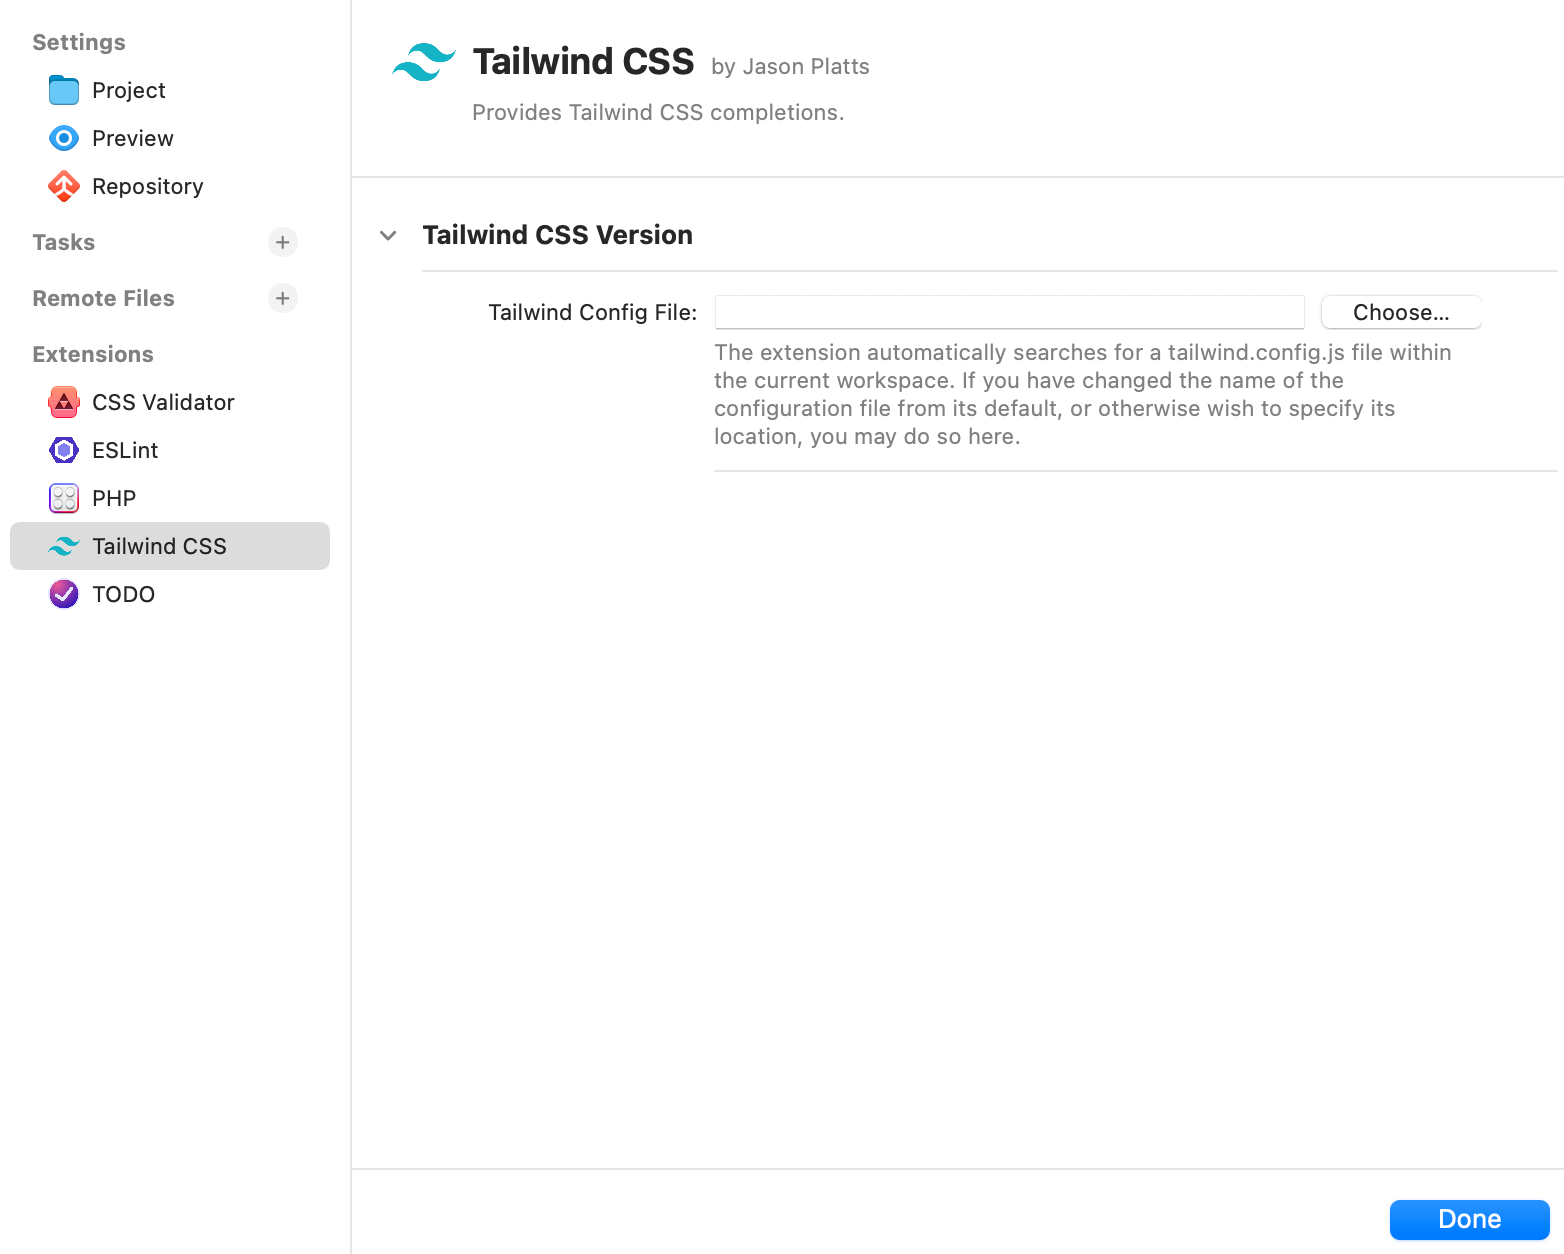 Settings
Project
Preview
Repository
Tasks
Remote Files
Extensions
CSS Validator
ESLint
PHP
Tailwind CSS
TODO
Tailwind CSS by Jason Platts
Provides Tailwind CSS completions.
Tailwind CSS Version
Tailwind Config File:
Choose...
The extension automatically searches for a tailwind.config.js file within
the current workspace. If you have changed the name of the
configuration file from its default, or otherwise wish to specify its
location, you may do so here.
Done